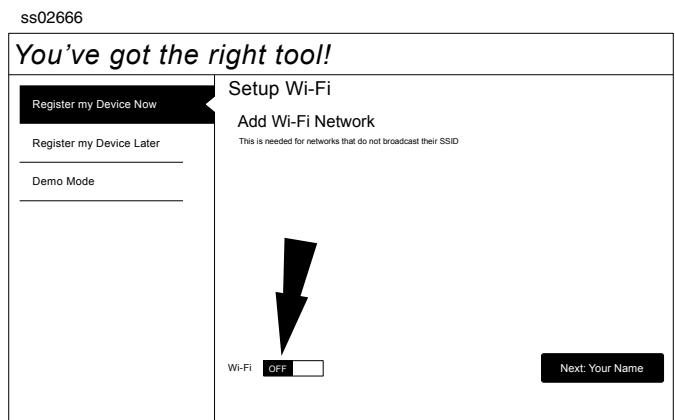 ss02666
You've got the right tool!
Register my Device Now
Register my Device Later
Demo Mode
Setup Wi-Fi
Add Wi-Fi Network
This is needed for networks that do not broadcast their SSID
Wi-Fi OFF
Next: Your Name